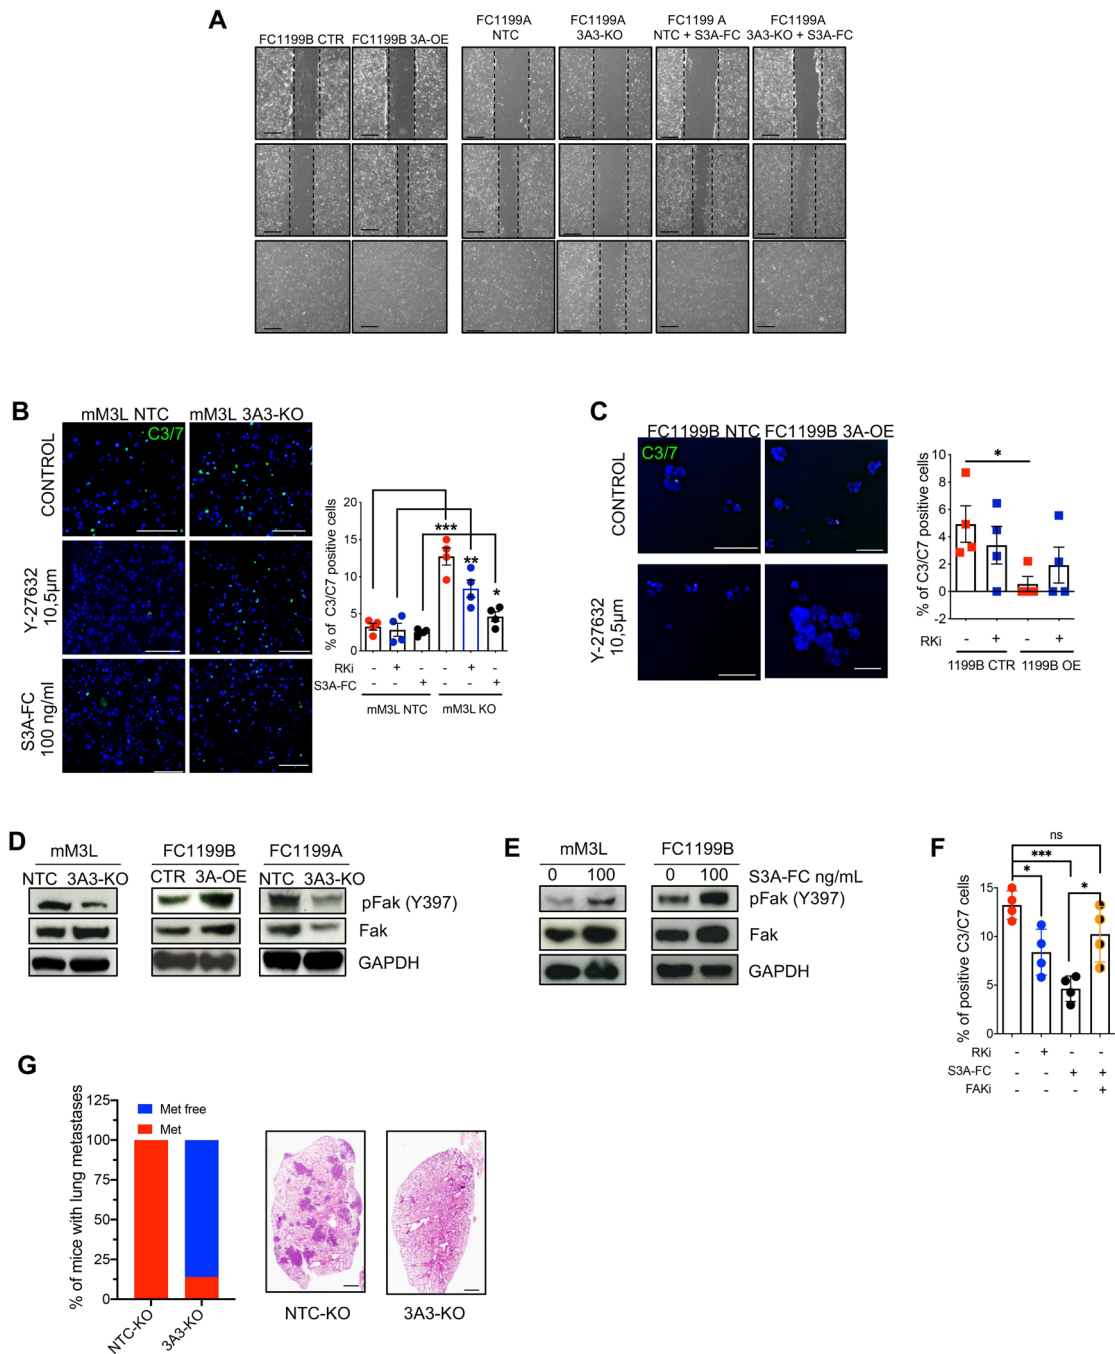 A
FC1199B CTR FC1199B 3A-OE
FC1199A
NTC
FC1199A
3A3-KO
FC1199 A
NTC + S3A-FC
FC1199A
3A3-KO + S3A-FC
B
mM3L NTC mM3L 3A3-KO
C3/7
CONTROL
Y-27632
10,5µm
S3A-FC
100 ng/ml
% of C3/C7 positive cells
20
15
10
5
0
***
**
*
RKi - + - - + -
S3A-FC - - + - - +
mM3L NTC mM3L KO
C
FC1199B NTC FC1199B 3A-OE
C3/7
CONTROL
Y-27632
10,5µm
% of C3/C7 positive cells
10
8
6
4
2
0
-2
*
RKi - + - +
1199B CTR 1199B OE
D
mM3L FC1199B FC1199A
NTC 3A3-KO CTR 3A-OE NTC 3A3-KO
pFak (Y397)
Fak
GAPDH
E
mM3L FC1199B
0 100 0 100 S3A-FC ng/mL
pFak (Y397)
Fak
GAPDH
F
ns
***
*
*
% of positive C3/C7 cells
15
10
5
0
RKi - + - -
S3A-FC - - + +
FAKi - - - +
G
% of mice with lung metastases
125
100
75
50
25
0
Met free
Met
NTC-KO
3A3-KO
NTC-KO 3A3-KO